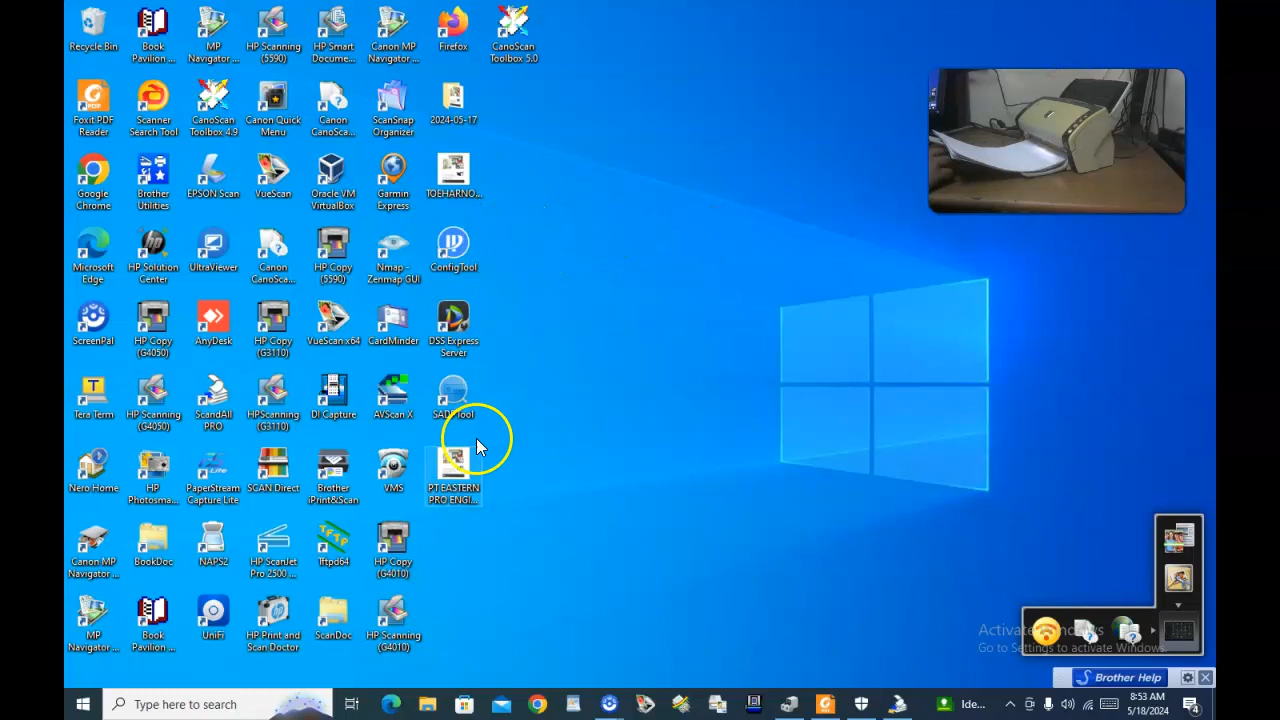 Recycle Bin
Book
Pavilion ...
MP
Navigator ...
HP Scanning
(5590)
HP Smart
Docume...
Canon MP
Navigator ...
Firefox
CanoScan
Toolbox 5.0
Foxit PDF
Reader
Scanner
Search Tool
CanoScan
Toolbox 4.9
Canon Quick
Menu
Canon
CanoSca...
ScanSnap
Organizer
2024-05-17
Google
Chrome
Brother
Utilities
EPSON Scan
VueScan
Oracle VM
VirtualBox
Garmin
Express
TOEHARNO...
Microsoft
Edge
HP Solution
Center
UltraViewer
Canon
CanoSca...
HP Copy
(5590)
Nmap -
Zenmap GUI
ConfigTool
ScreenPal
HP Copy
(G4050)
AnyDesk
HP Copy
(G3110)
VueScan x64
CardMinder
DSS Express
Server
Tera Term
HP Scanning
(G4050)
ScandAll
PRO
HPScanning
(G3110)
DI Capture
AVScan X
SADPTool
Nero Home
HP
Photosma...
PaperStream
Capture Lite
SCAN Direct
Brother
iPrint&Scan
VMS
PT EASTERN
PRO ENGI...
Canon MP
Navigator ...
BookDoc
NAPS2
HP ScanJet
Pro 2500 ...
Tftpd64
HP Copy
(G4010)
MP
Navigator ...
Book
Pavilion ...
UniFi
HP Print and
Scan Doctor
ScanDoc
HP Scanning
(G4010)
Activate Windows
Go to Settings to activate Windows.
Brother Help
Type here to search
Ide...
8:53 AM
5/18/2024
4